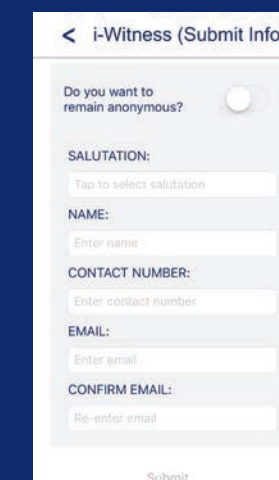 < i-Witness (Submit Info
Do you want to
remain anonymous?
SALUTATION:
Tap to select salutation
NAME:
Enter name
CONTACT NUMBER:
Enter contact number
EMAIL:
Enter email
CONFIRM EMAIL:
Re-enter email
Submit